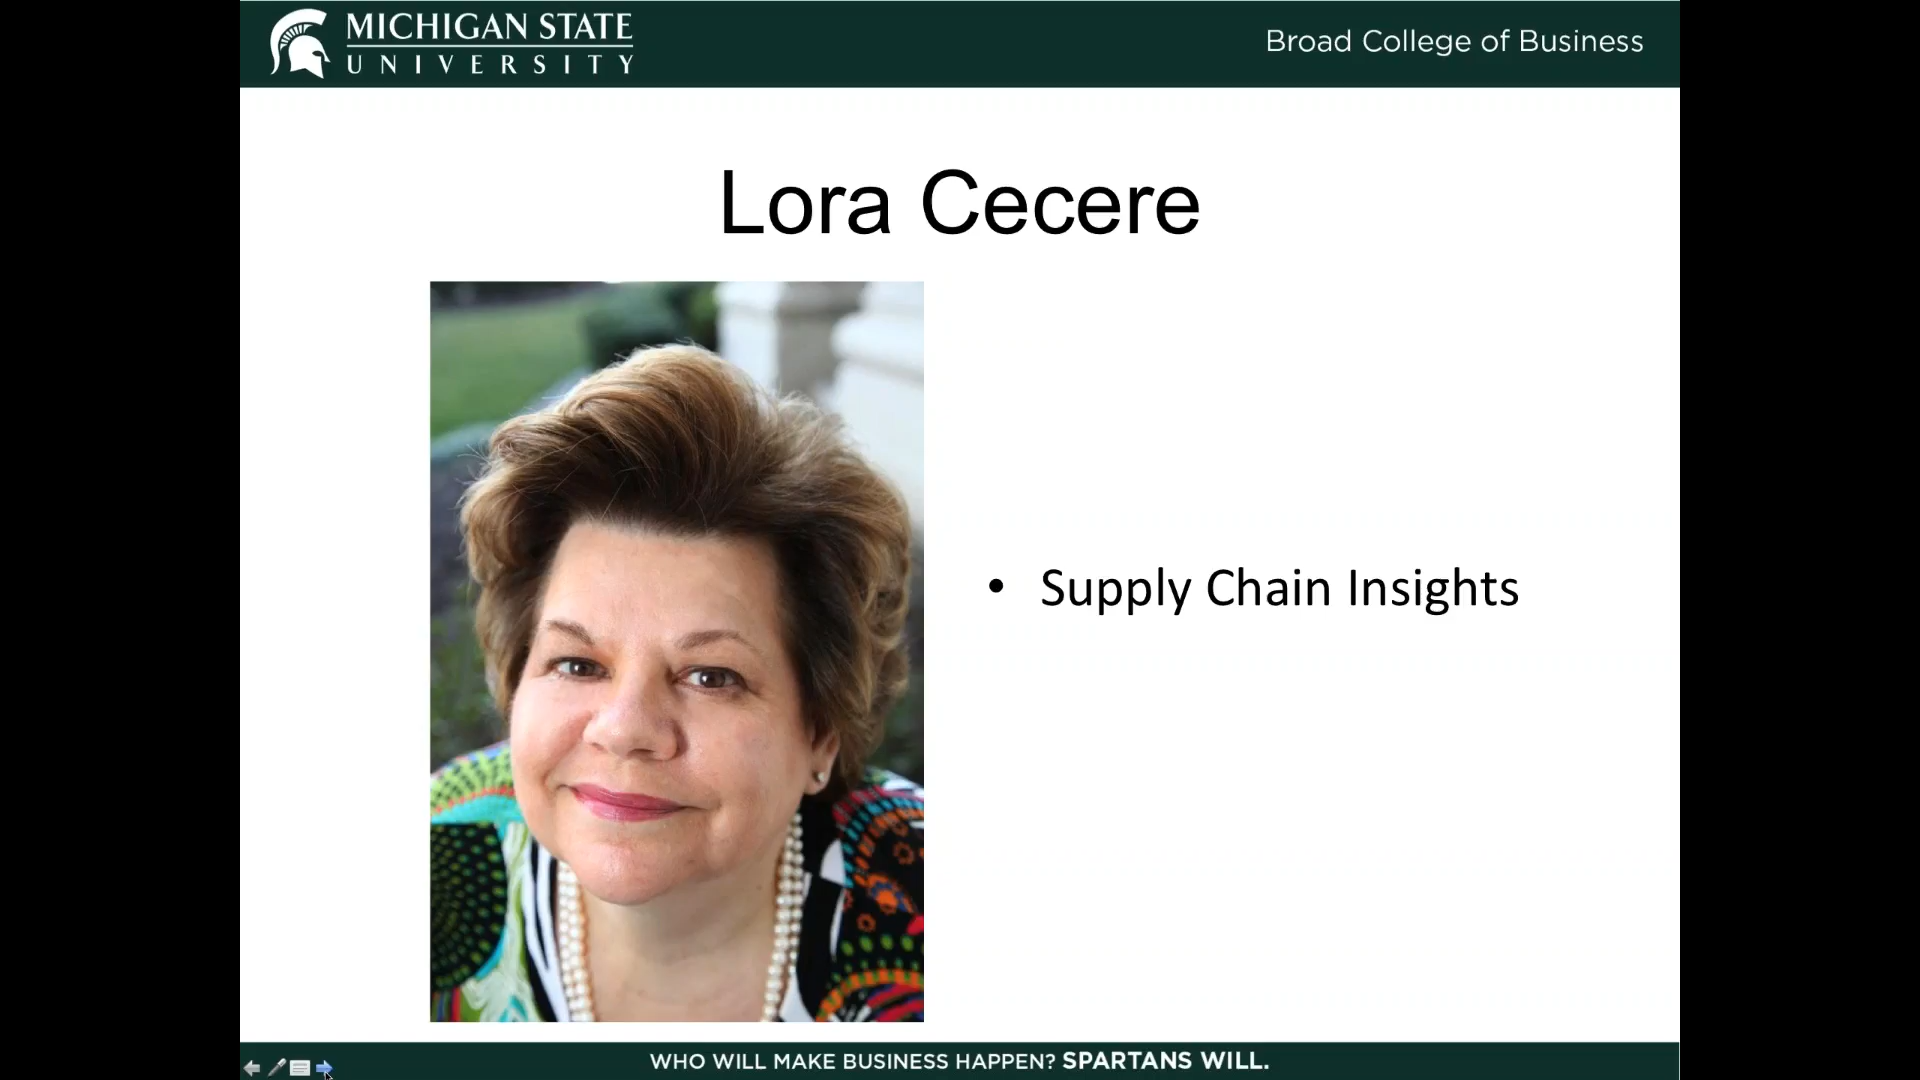 MICHIGAN STATE
UNIVERSITY
Broad College of Business
Lora Cecere
• Supply Chain Insights
WHO WILL MAKE BUSINESS HAPPEN? SPARTANS WILL.